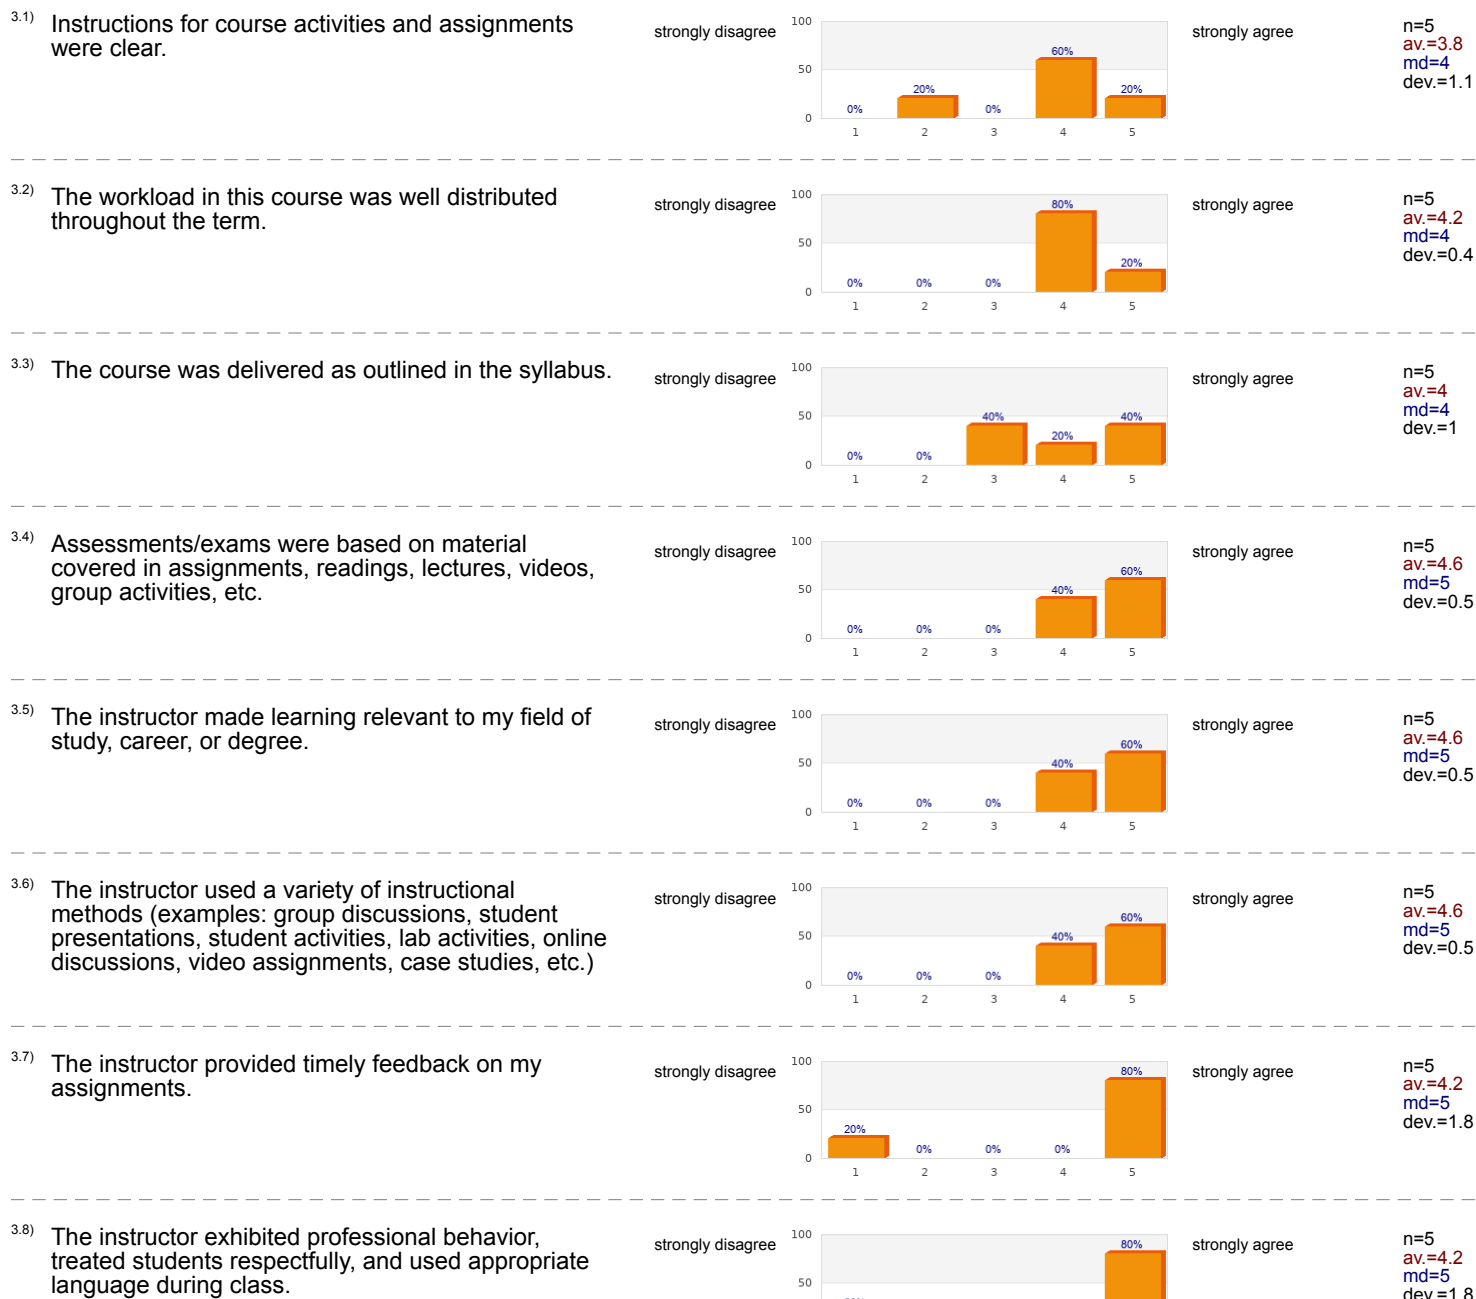 3.1) Instructions for course activities and assignments
were clear.
strongly disagree
strongly agree
100
50
0
0%
20%
0%
60%
20%
1 2 3 4 5
n=5
av.=3.8
md=4
dev.=1.1
3.2) The workload in this course was well distributed
throughout the term.
strongly disagree
strongly agree
100
50
0
0%
0%
0%
80%
20%
1 2 3 4 5
n=5
av.=4.2
md=4
dev.=0.4
3.3) The course was delivered as outlined in the syllabus.
strongly disagree
strongly agree
100
50
0
0%
0%
40%
20%
40%
1 2 3 4 5
n=5
av.=4
md=4
dev.=1
3.4) Assessments/exams were based on material
covered in assignments, readings, lectures, videos,
group activities, etc.
strongly disagree
strongly agree
100
50
0
0%
0%
0%
40%
60%
1 2 3 4 5
n=5
av.=4.6
md=5
dev.=0.5
3.5) The instructor made learning relevant to my field of
study, career, or degree.
strongly disagree
strongly agree
100
50
0
0%
0%
0%
40%
60%
1 2 3 4 5
n=5
av.=4.6
md=5
dev.=0.5
3.6) The instructor used a variety of instructional
methods (examples: group discussions, student
presentations, student activities, lab activities, online
discussions, video assignments, case studies, etc.)
strongly disagree
strongly agree
100
50
0
0%
0%
0%
40%
60%
1 2 3 4 5
n=5
av.=4.6
md=5
dev.=0.5
3.7) The instructor provided timely feedback on my
assignments.
strongly disagree
strongly agree
100
50
0
20%
0%
0%
0%
80%
1 2 3 4 5
n=5
av.=4.2
md=5
dev.=1.8
3.8) The instructor exhibited professional behavior,
treated students respectfully, and used appropriate
language during class.
strongly disagree
strongly agree
100
50
80%
n=5
av.=4.2
md=5
dev.=1.8